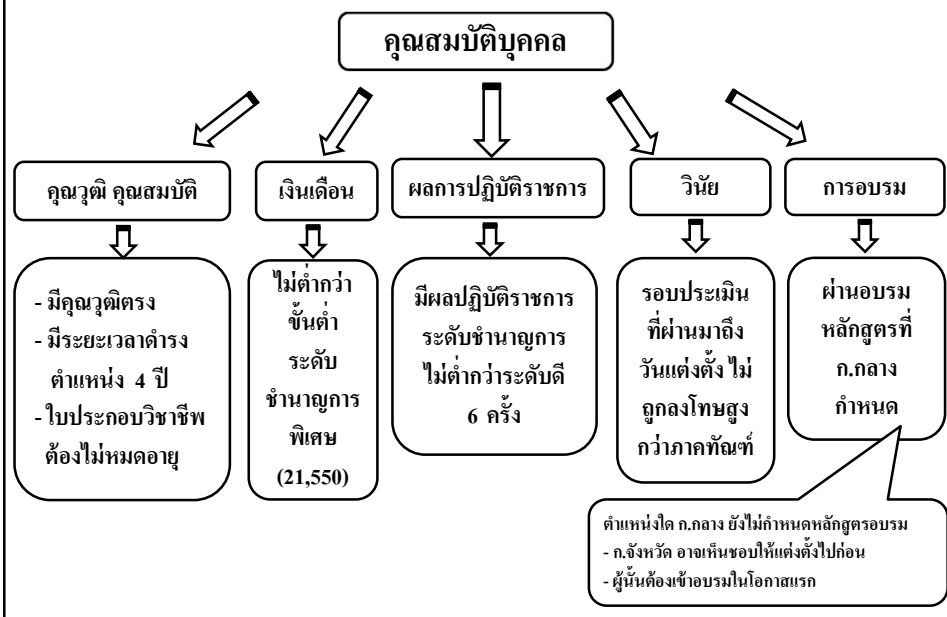 คุณสมบัติบุคคล
คุณวุฒิ คุณสมบัติ
เงินเดือน
ผลการปฏิบัติราชการ
วินัย
การอบรม
- มีคุณวุฒิตรง
- มีระยะเวลาดำรง
ตำแหน่ง 4 ปี
- ใบประกอบวิชาชีพ
ต้องไม่หมดอายุ
ไม่ต่ำกว่า
ขั้นต่ำ
ระดับ
ชำนาญการ
พิเศษ
(21,550)
มีผลปฏิบัติราชการ
ระดับชำนาญการ
ไม่ต่ำกว่าระดับดี
6 ครั้ง
รอบประเมิน
ที่ผ่านมาถึง
วันแต่งตั้ง ไม่
ถูกลงโทษสูง
กว่าภาคทัณฑ์
ผ่านอบรม
หลักสูตรที่
ก.กลาง
กำหนด
ตำแหน่งใด ก.กลาง ยังไม่กำหนดหลักสูตรอบรม
- ก.จังหวัด อาจเห็นชอบให้แต่งตั้งไปก่อน
- ผู้นั้นต้องเข้าอบรมในโอกาสแรก